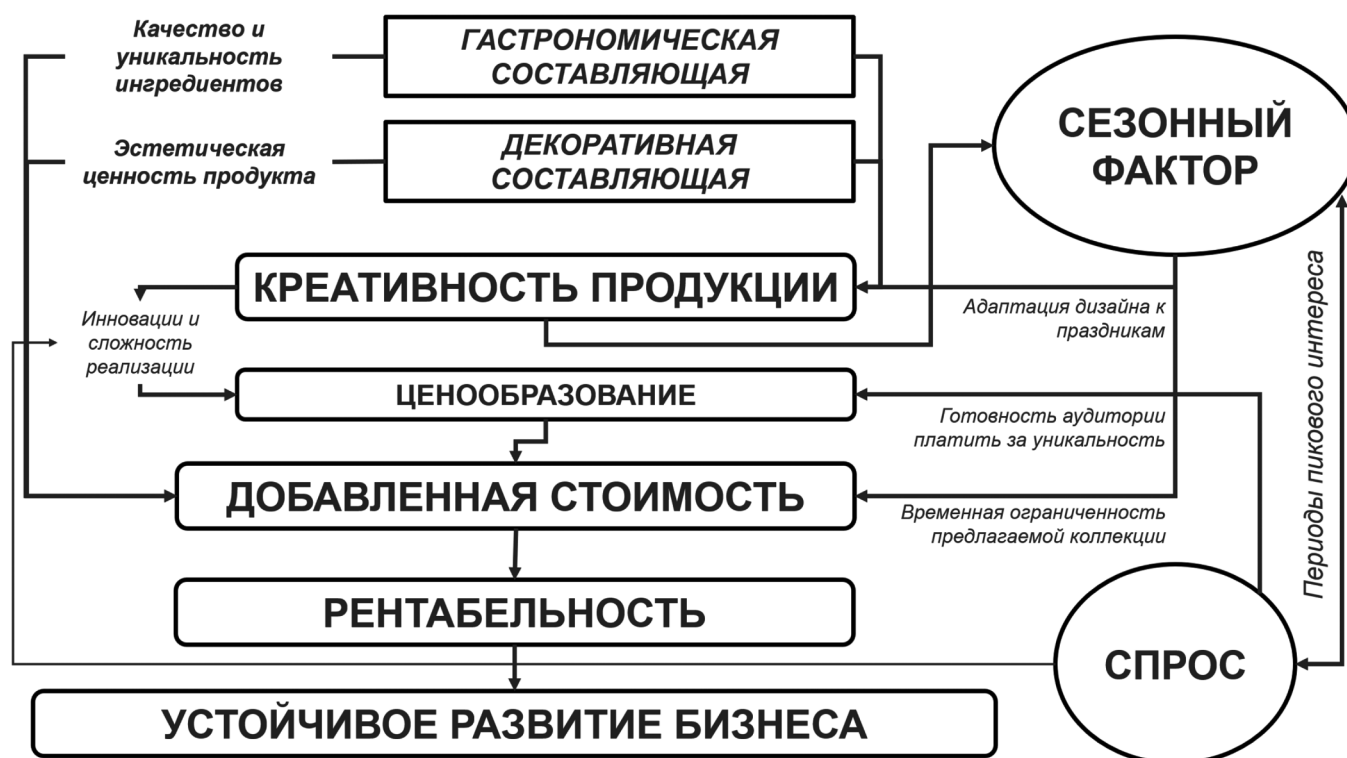 Качество и
уникальность
ингредиентов
ГАСТРОНОМИЧЕСКАЯ
СОСТАВЛЯЮЩАЯ
Эстетическая
ценность продукта
ДЕКОРАТИВНАЯ
СОСТАВЛЯЮЩАЯ
СЕЗОННЫЙ
ФАКТОР
КРЕАТИВНОСТЬ ПРОДУКЦИИ
Адаптация дизайна к
праздникам
Инновации и
сложность
реализации
ЦЕНООБРАЗОВАНИЕ
Готовность аудитории
платить за уникальность
Периоды пикового интереса
ДОБАВЛЕННАЯ СТОИМОСТЬ
Временная ограниченность
предлагаемой коллекции
РЕНТАБЕЛЬНОСТЬ
СПРОС
УСТОЙЧИВОЕ РАЗВИТИЕ БИЗНЕСА